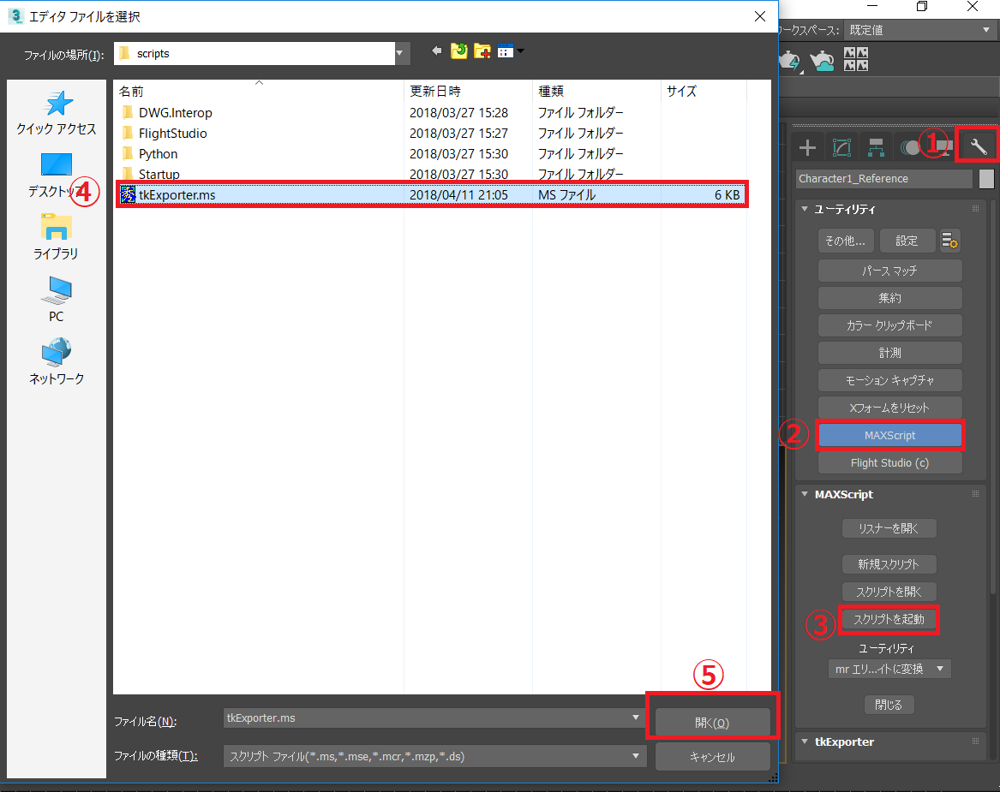 エディタ ファイルを選択
ファイルの場所(I):
scripts
名前 更新日時 種類 サイズ
DWG.Interop 2018/03/27 15:28 ファイル フォルダー
FlightStudio 2018/03/27 15:27 ファイル フォルダー
Python 2018/03/27 15:30 ファイル フォルダー
Startup 2018/03/27 15:30 ファイル フォルダー
tkExporter.ms 2018/04/11 21:05 MS ファイル 6 KB
クイック アクセス
デスクトップ
④
ライブラリ
PC
ネットワーク
⑤
ファイル名(N):
tkExporter.ms
開く(O)
ファイルの種類(T):
スクリプト ファイル(*.ms,*.mse,*.mcr,*.mzp,*.ds)
キャンセル
ークスペース: 既定値
①
Character1_Reference
ユーティリティ
その他... 設定
パース マッチ
集約
カラー クリップボード
計測
モーション キャプチャ
Xフォームをリセット
② MAXScript
Flight Studio (c)
MAXScript
リスナーを開く
新規スクリプト
スクリプトを開く
③ スクリプトを起動
ユーティリティ
mr エリ...イトに変換
閉じる
tkExporter